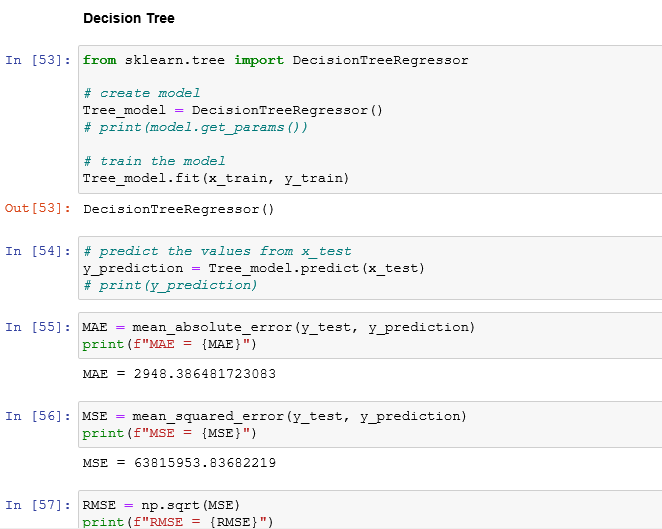 Decision Tree
In [53]: from sklearn.tree import DecisionTreeRegressor
# create model
Tree_model = DecisionTreeRegressor()
# print(model.get_params())
# train the model
Tree_model.fit(x_train, y_train)
Out[53]: DecisionTreeRegressor()
In [54]: # predict the values from x_test
y_prediction = Tree_model.predict(x_test)
# print(y_prediction)
In [55]: MAE = mean_absolute_error(y_test, y_prediction)
print(f"MAE = {MAE}")
MAE = 2948.386481723083
In [56]: MSE = mean_squared_error(y_test, y_prediction)
print(f"MSE = {MSE}")
MSE = 63815953.83682219
In [57]: RMSE = np.sqrt(MSE)
print(f"RMSE = {RMSE}")